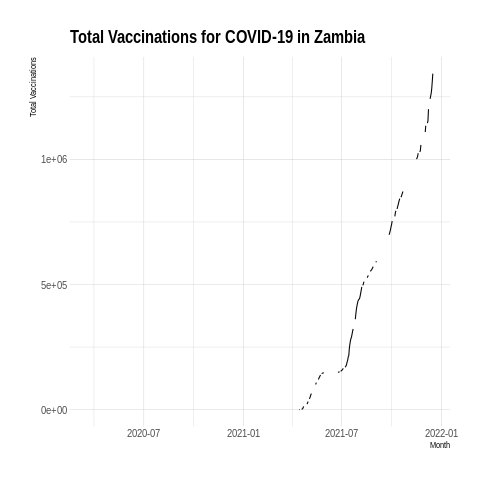 Total Vaccinations for COVID-19 in Zambia
Total Vaccinations
1e+06
5e+05
0e+00
2020-07 2021-01 2021-07 2022-01
Month